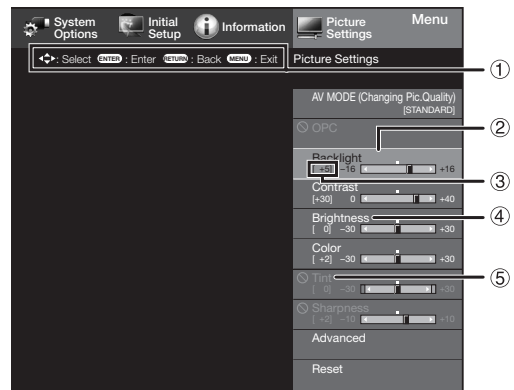 System Options Initial Setup Information Picture Settings Menu
: Select ENTER : Enter RETURN : Back MENU : Exit Picture Settings
①
AV MODE (Changing Pic.Quality)
[STANDARD]
OPC
②
Backlight
[ +5] −16 +16
③
Contrast
[+30] 0 +40
Brightness ④
[ 0] −30 +30
Color
[ +2] −30 +30
Tint ⑤
[ 0] −30 +30
Sharpness
[ +2] −10 +10
Advanced
Reset